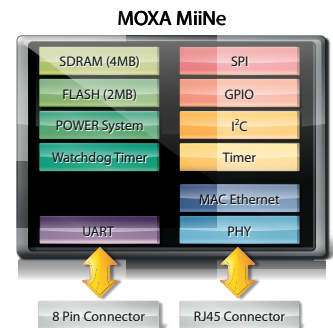 MOXA MiiNe
SDRAM (4MB)
SPI
FLASH (2MB)
GPIO
POWER System
I²C
Watchdog Timer
Timer
MAC Ethernet
UART
PHY
8 Pin Connector
RJ45 Connector